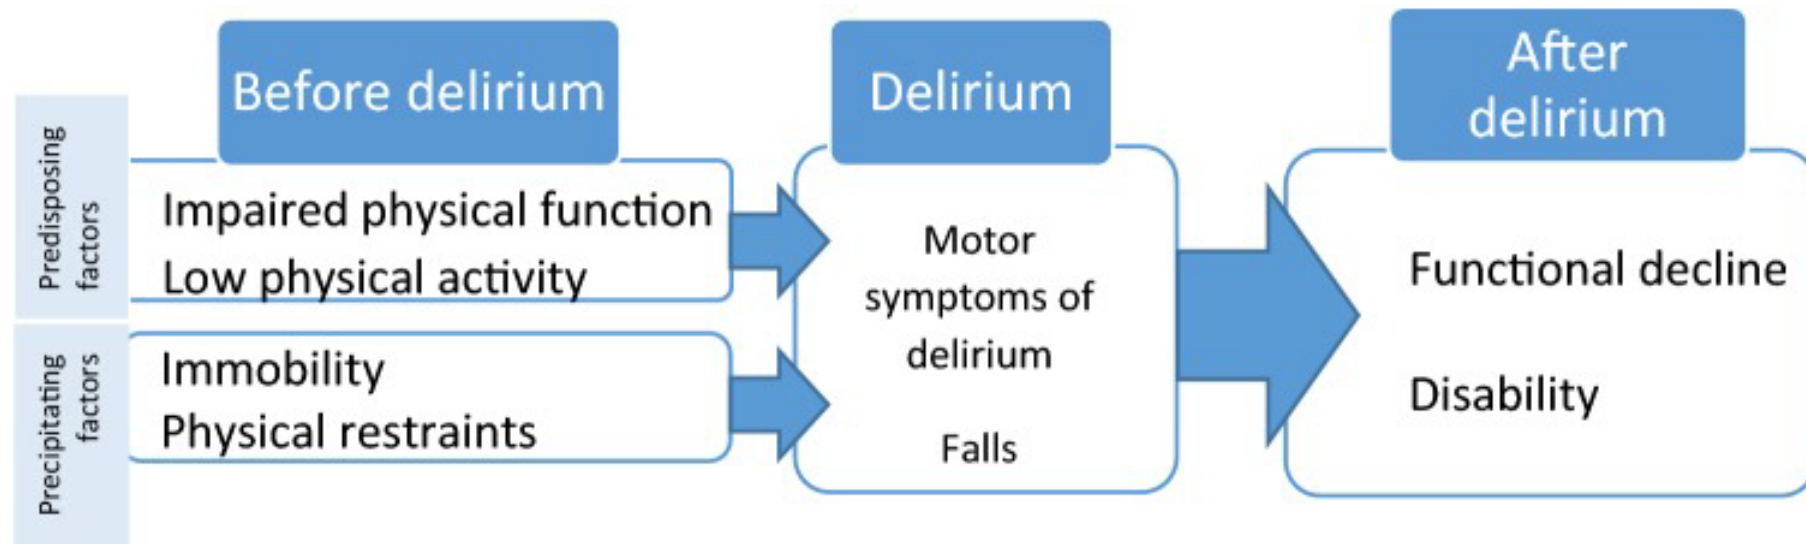 Before delirium
Predisposing
factors
Impaired physical function
Low physical activity
Precipitating
factors
Immobility
Physical restraints
Delirium
Motor
symptoms of
delirium
Falls
After
delirium
Functional decline
Disability